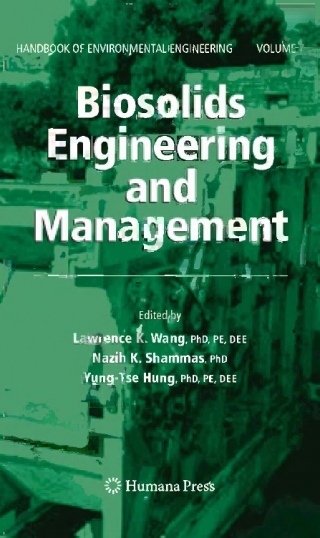 HANDBOOK OF ENVIRONMENTAL ENGINEERING VOLUME
Biosolids
Engineering
and
Management
Edited by
Lawrence K. Wang, PhD, PE, DEE
Nazih K. Shammas, PhD
Yung-Tse Hung, PhD, PE, DEE
Humana Press